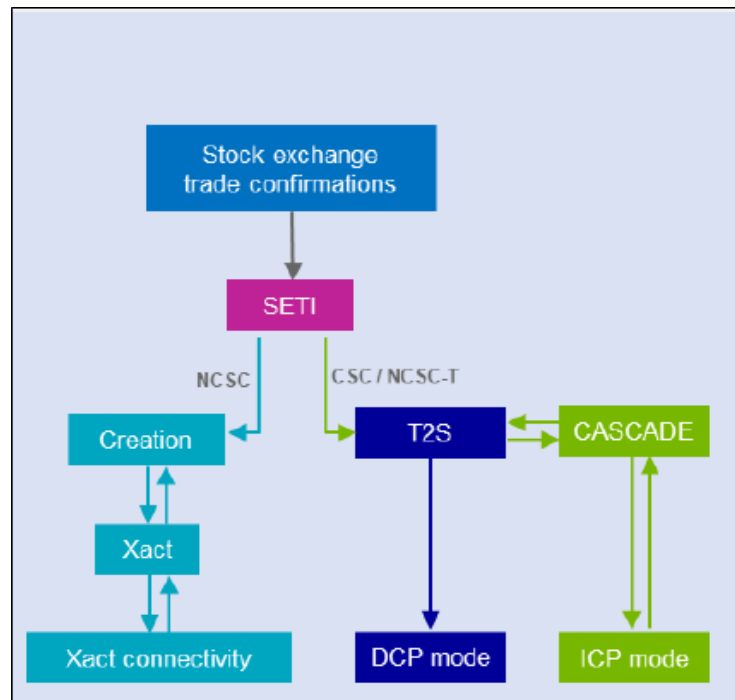 Stock exchange
trade confirmations
SETI
NCSC
CSC / NCSC-T
Creation
T2S
CASCADE
Xact
Xact connectivity
DCP mode
ICP mode